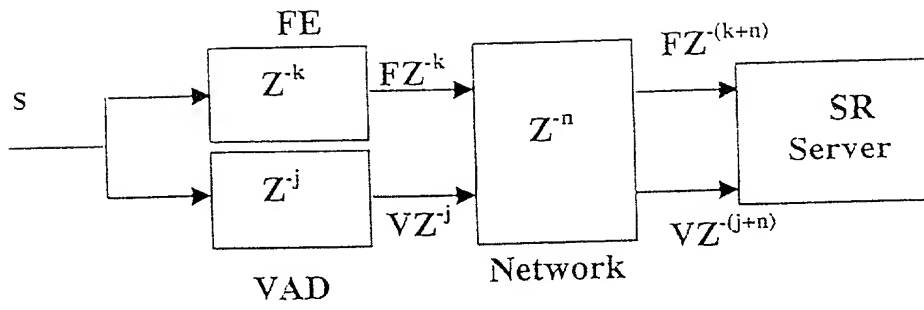 FE
s
Z⁻ᵏ
FZ⁻ᵏ
Z⁻ⁿ
FZ⁻⁽ᵏ⁺ⁿ⁾
SR
Server
Z⁻ʲ
VZ⁻ʲ
VZ⁻⁽ʲ⁺ⁿ⁾
VAD
Network